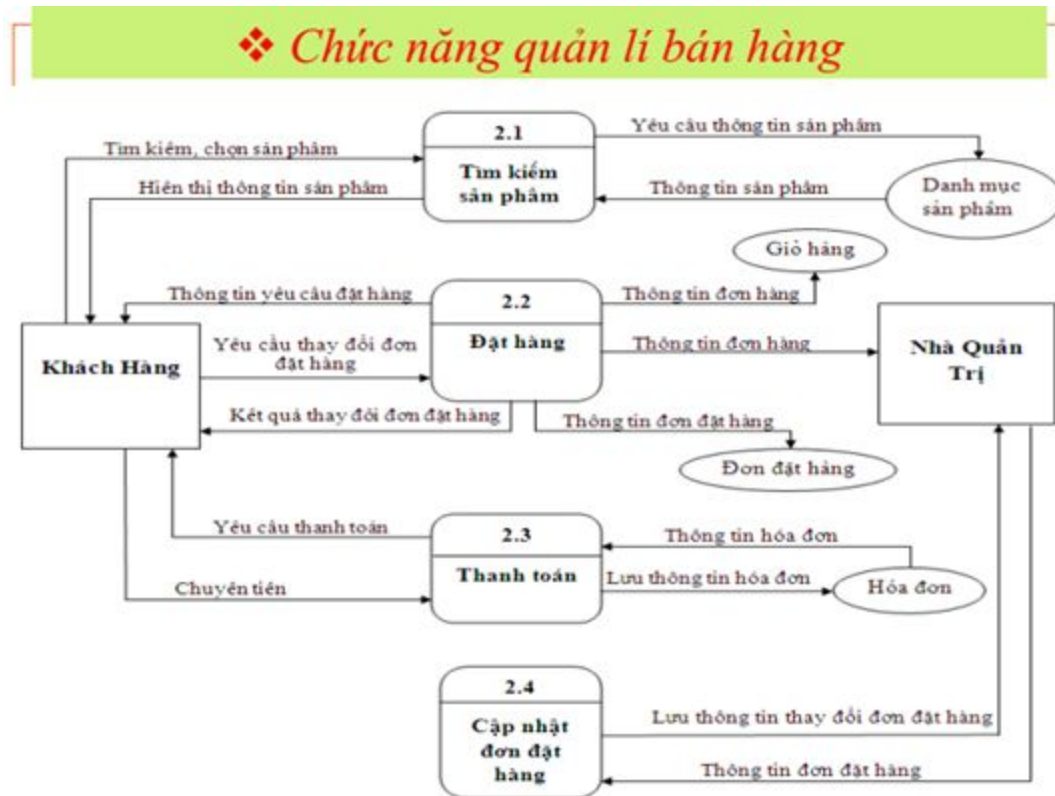 ❖ Chức năng quản lí bán hàng
2.1
Tìm kiếm
sản phẩm
Tìm kiếm, chọn sản phẩm
Hiển thị thông tin sản phẩm
Yêu cầu thông tin sản phẩm
Thông tin sản phẩm
Danh mục
sản phẩm
Giỏ hàng
2.2
Đặt hàng
Thông tin yêu cầu đặt hàng
Thông tin đơn hàng
Khách Hàng
Yêu cầu thay đổi đơn
đặt hàng
Thông tin đơn hàng
Nhà Quản
Trị
Kết quả thay đổi đơn đặt hàng
Thông tin đơn đặt hàng
Đơn đặt hàng
2.3
Thanh toán
Yêu cầu thanh toán
Thông tin hóa đơn
Chuyển tiền
Lưu thông tin hóa đơn
Hóa đơn
2.4
Cập nhật
đơn đặt
hàng
Lưu thông tin thay đổi đơn đặt hàng
Thông tin đơn đặt hàng